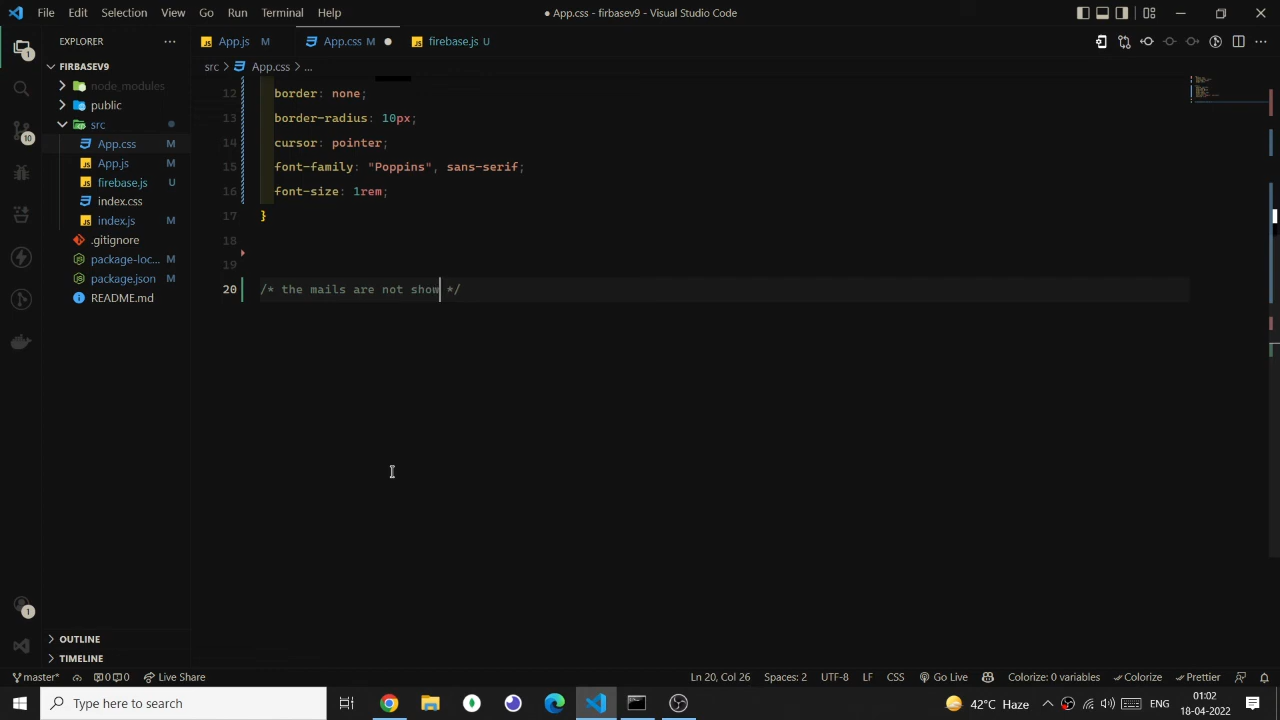 File Edit Selection View Go Run Terminal Help
● App.css - firbasev9 - Visual Studio Code
EXPLORER
App.js M
App.css M
firebase.js U
FIRBASEV9
src > App.css > ...
node_modules
public
src
App.css M
App.js M
firebase.js U
index.css
index.js M
.gitignore
package-loc... M
package.json M
README.md
12 border: none;
13 border-radius: 10px;
14 cursor: pointer;
15 font-family: "Poppins", sans-serif;
16 font-size: 1rem;
17 }
18
19
20 /* the mails are not show */
1
10
1
OUTLINE
TIMELINE
master* 0 0 Live Share
Ln 20, Col 26 Spaces: 2 UTF-8 LF CSS Go Live Colorize: 0 variables Colorize Prettier
Type here to search
42°C Haze
ENG
01:02
18-04-2022